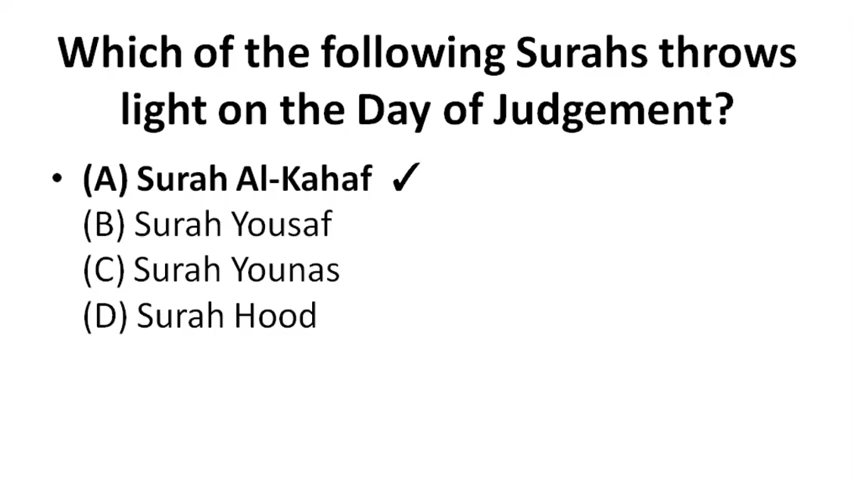 Which of the following Surahs throws
light on the Day of Judgement?
• (A) Surah Al-Kahaf ✓
(B) Surah Yousaf
(C) Surah Younas
(D) Surah Hood